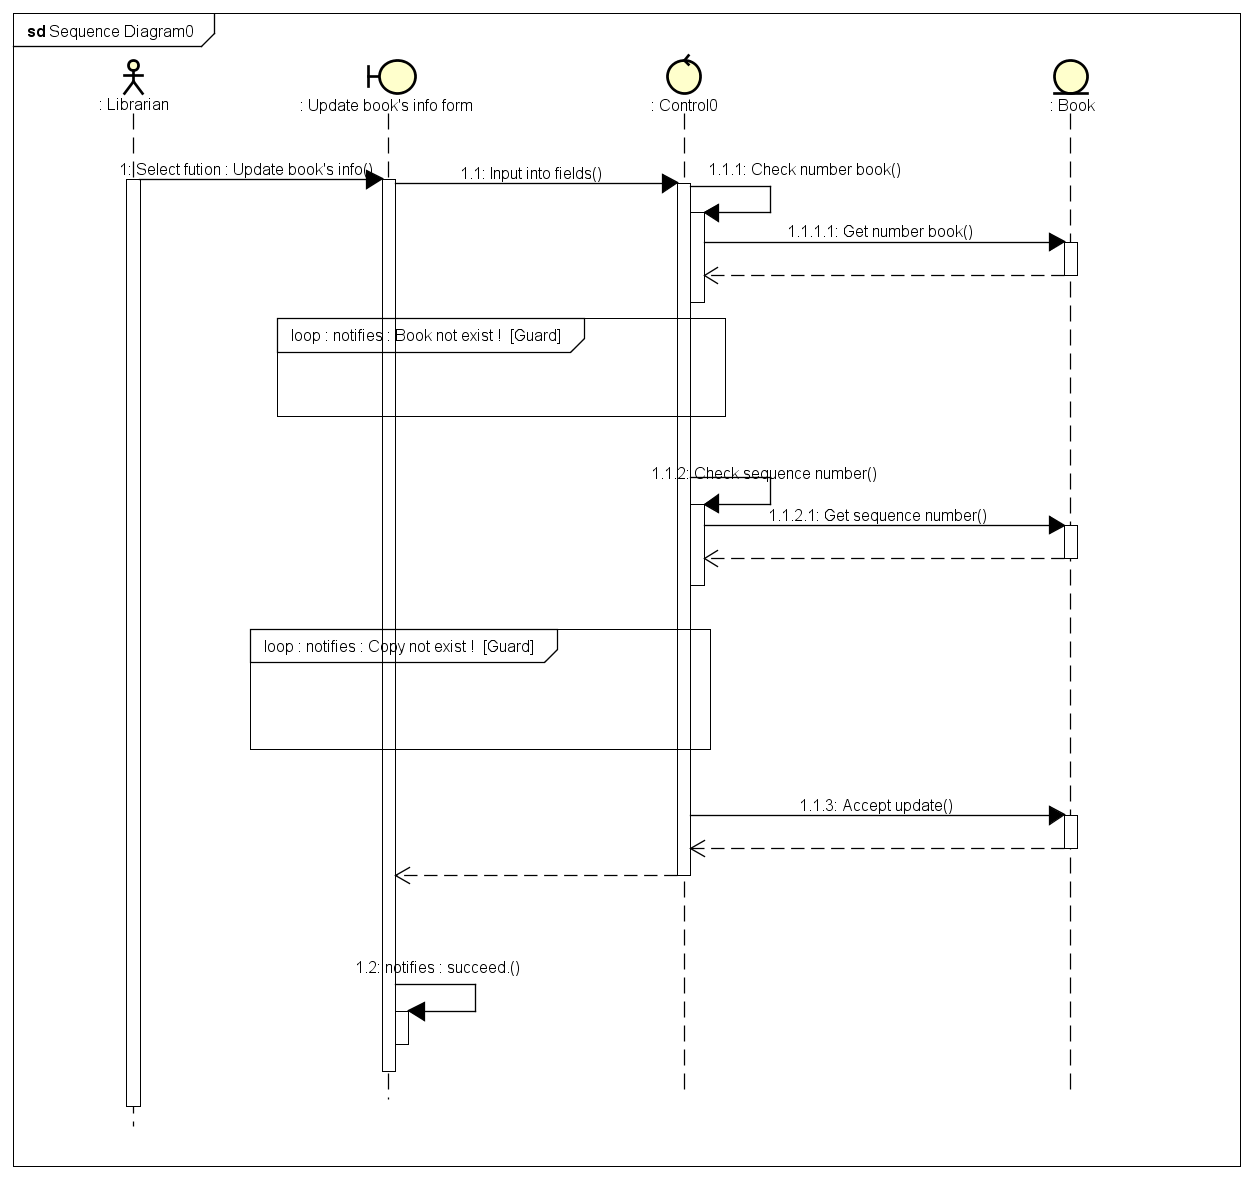 sd Sequence Diagram0
: Librarian
: Update book's info form
: Control0
: Book
1: Select fution : Update book's info()
1.1: Input into fields()
1.1.1: Check number book()
1.1.1.1: Get number book()
loop : notifies : Book not exist ! [Guard]
1.1.2: Check sequence number()
1.1.2.1: Get sequence number()
loop : notifies : Copy not exist ! [Guard]
1.1.3: Accept update()
1.2: notifies : succeed.()